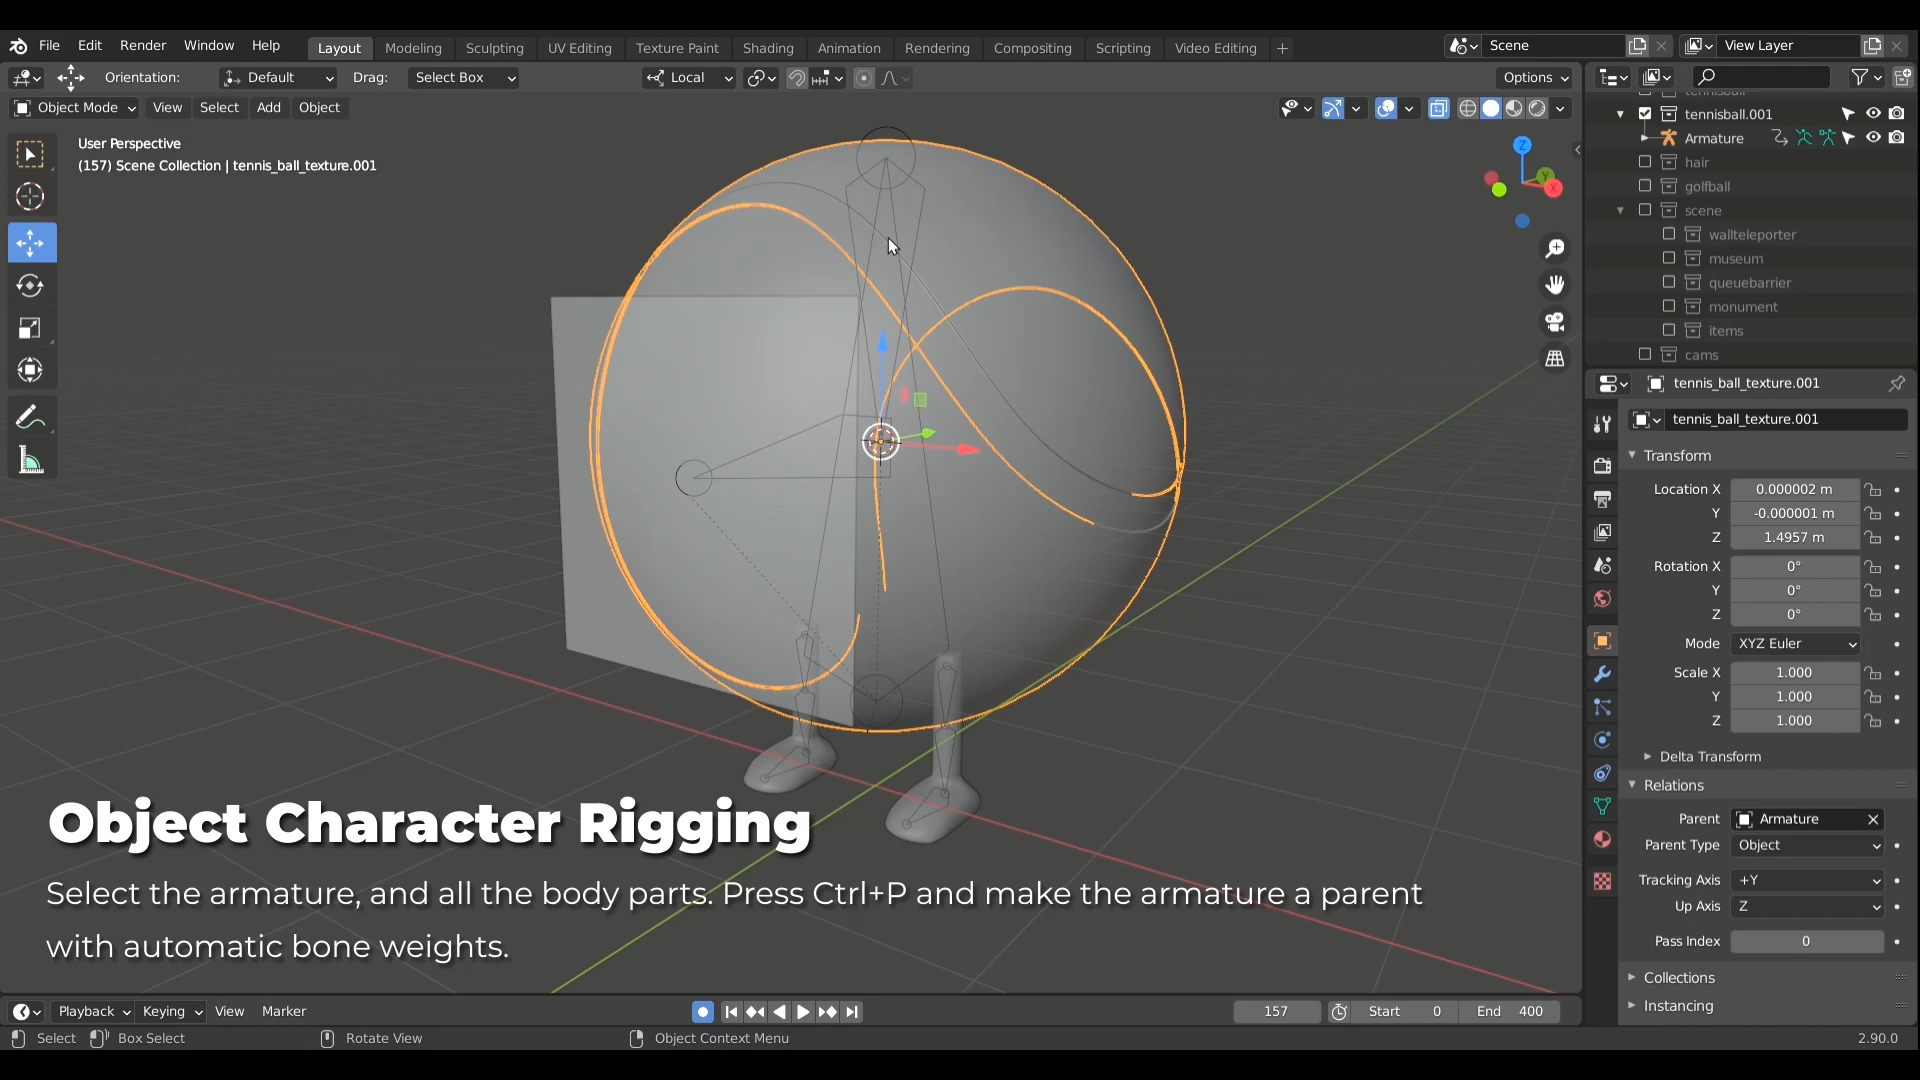 File Edit Render Window Help Layout Modeling Sculpting UV Editing Texture Paint Shading Animation Rendering Compositing Scripting Video Editing + Scene View Layer
Orientation: Default Drag: Select Box Local Options
Object Mode View Select Add Object
User Perspective
(157) Scene Collection | tennis_ball_texture.001
Z
Y
X
tennisball
tennisball.001
Armature
hair
golfball
scene
wallteleporter
museum
queuebarrier
monument
items
cams
tennis_ball_texture.001
tennis_ball_texture.001
Transform
Location X 0.000002 m
Y -0.000001 m
Z 1.4957 m
Rotation X 0°
Y 0°
Z 0°
Mode XYZ Euler
Scale X 1.000
Y 1.000
Z 1.000
Delta Transform
Relations
Parent Armature
Parent Type Object
Tracking Axis +Y
Up Axis Z
Pass Index 0
Collections
Instancing
Object Character Rigging
Select the armature, and all the body parts. Press Ctrl+P and make the armature a parent
with automatic bone weights.
Playback Keying View Marker 157 Start 0 End 400
Select Box Select Rotate View Object Context Menu 2.90.0